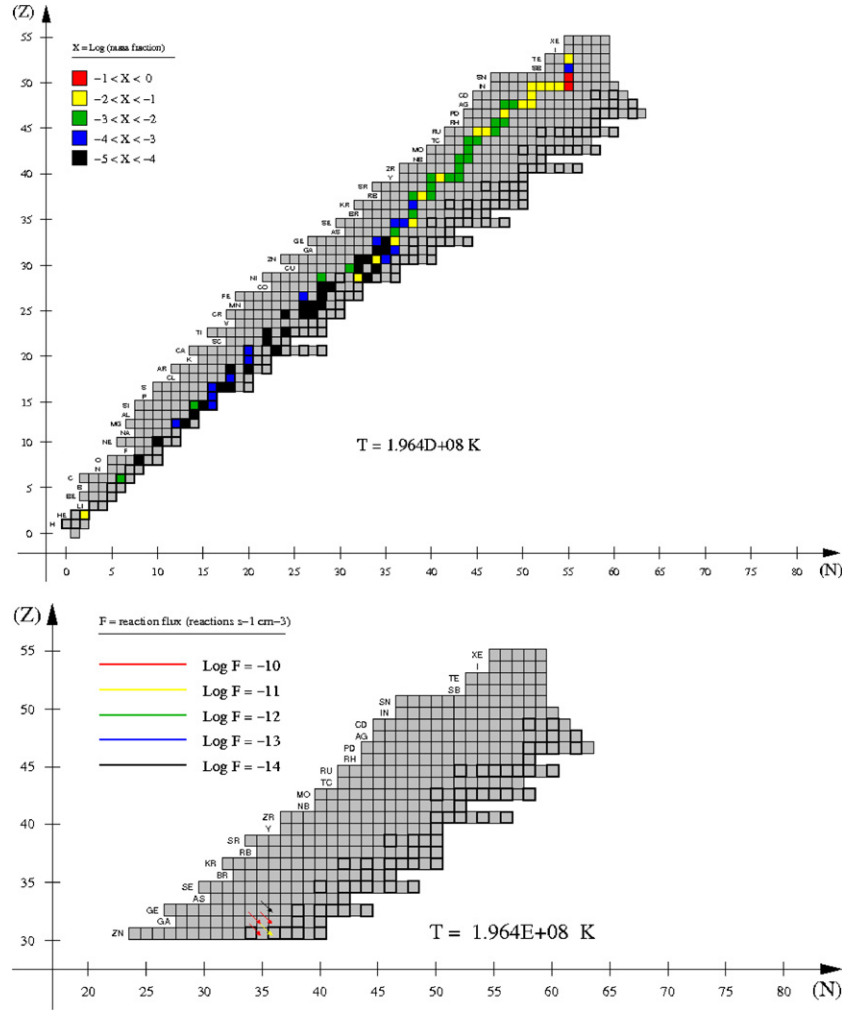 (Z)
X = Log (mass fraction)
−1 < X < 0
−2 < X < −1
−3 < X < −2
−4 < X < −3
−5 < X < −4
55
50
45
40
35
30
25
20
15
10
5
0
XE
I
TE
SB
SN
IN
CD
AG
PD
RH
RU
TC
MO
NB
ZR
Y
SR
RB
KR
BR
SE
AS
GE
GA
ZN
CU
NI
CO
FE
MN
CR
V
TI
SC
CA
K
AR
CL
S
P
SI
AL
MG
NA
NE
F
O
N
C
B
BE
LI
HE
H
T = 1.964D+08 K
0 5 10 15 20 25 30 35 40 45 50 55 60 65 70 75 80
(N)
(Z)
F = reaction flux (reactions s−1 cm−3)
Log F = −10
Log F = −11
Log F = −12
Log F = −13
Log F = −14
55
50
45
40
35
30
XE
I
TE
SB
SN
IN
CD
AG
PD
RH
RU
TC
MO
NB
ZR
Y
SR
RB
KR
BR
SE
AS
GE
GA
ZN
T = 1.964E+08 K
20 25 30 35 40 45 50 55 60 65 70 75 80
(N)